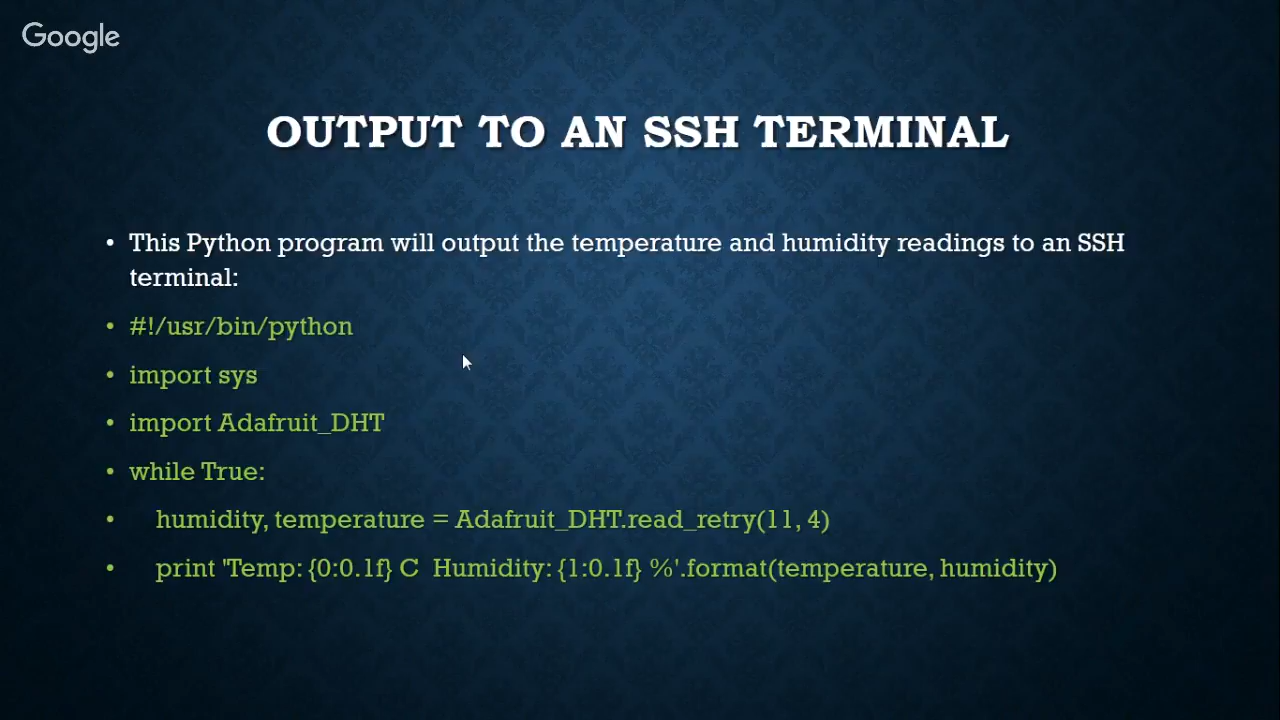 Google
OUTPUT TO AN SSH TERMINAL
• This Python program will output the temperature and humidity readings to an SSH
terminal:
• #!/usr/bin/python
• import sys
• import Adafruit_DHT
• while True:
•    humidity, temperature = Adafruit_DHT.read_retry(11, 4)
•    print 'Temp: {0:0.1f} C  Humidity: {1:0.1f} %'.format(temperature, humidity)